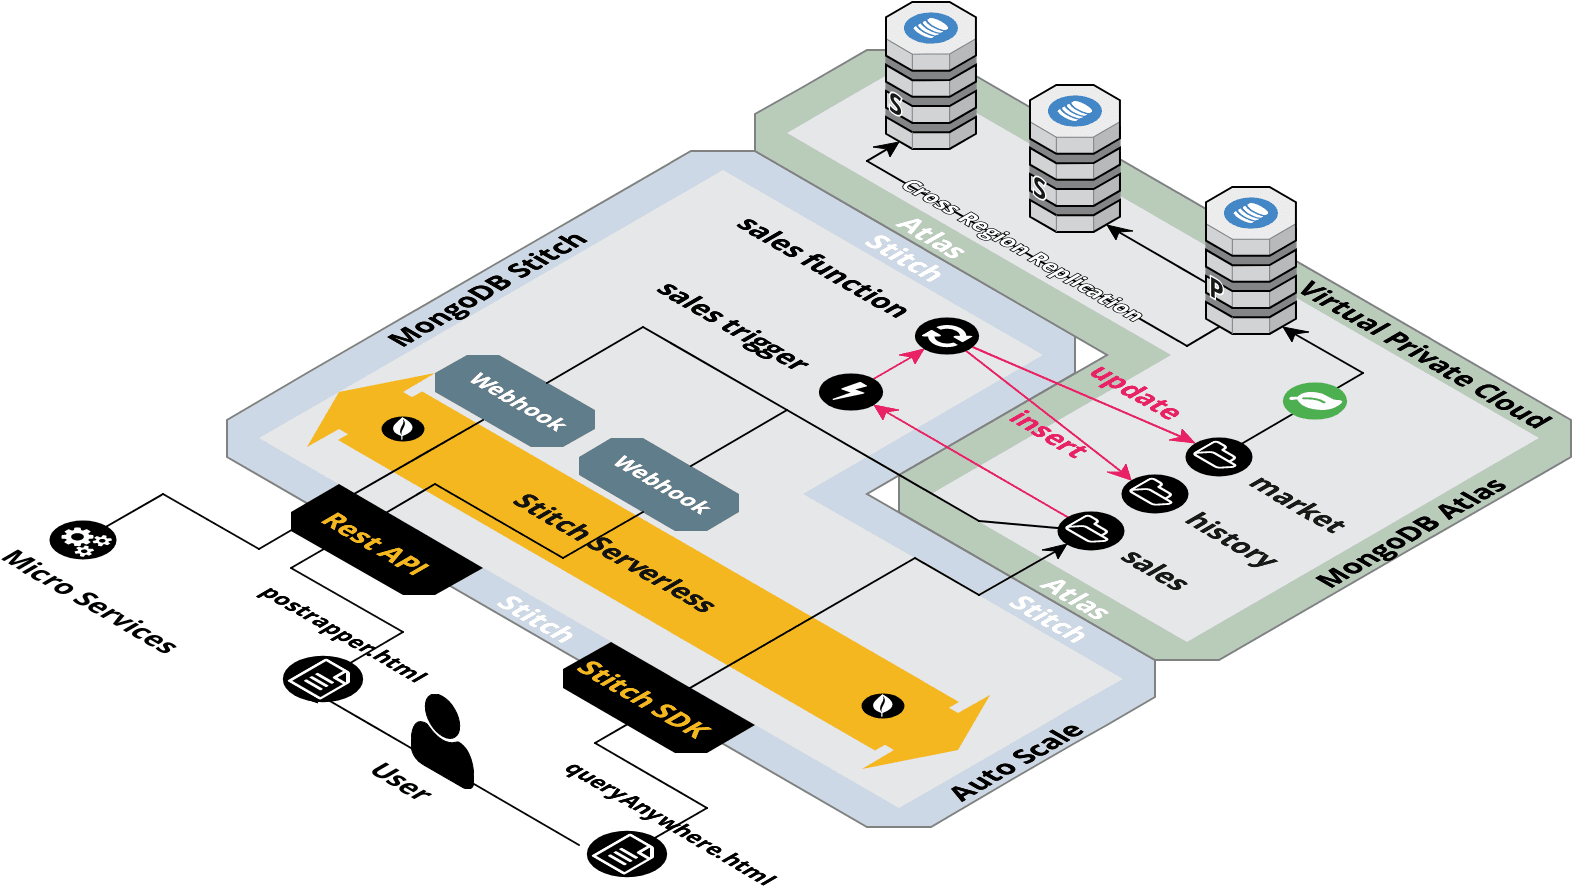 S
S
P
Cross-Region-Replication
Atlas
Stitch
Virtual Private Cloud
MongoDB Stitch
sales function
sales trigger
update
insert
Webhook
Webhook
market
history
sales
MongoDB Atlas
Stitch Serverless
Rest API
Micro Services
postrapper.html
Stitch
Atlas
Stitch
Stitch SDK
User
queryAnywhere.html
Auto Scale